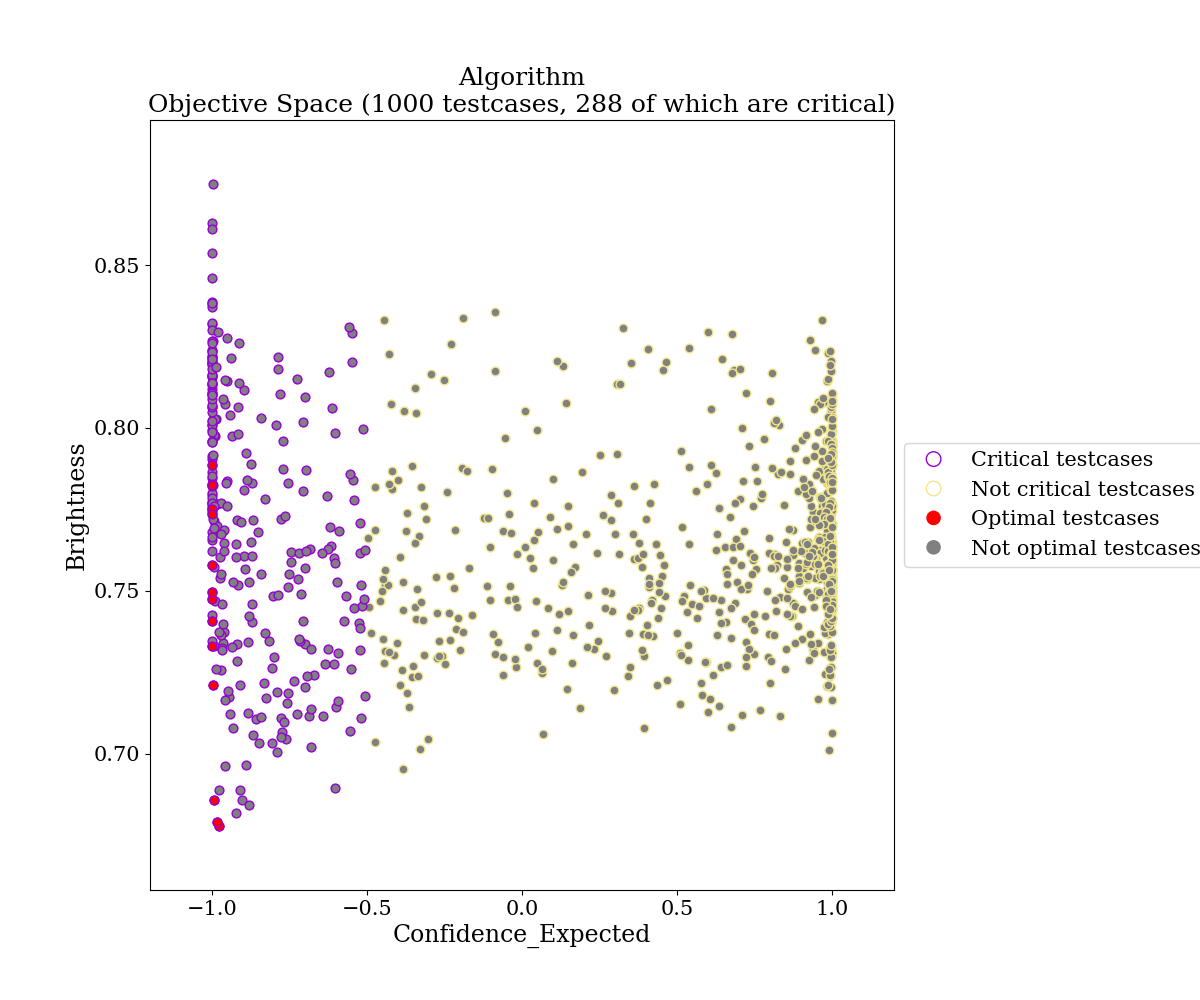 Algorithm
Objective Space (1000 testcases, 288 of which are critical)
0.85
0.80
0.75
0.70
Brightness
−1.0
−0.5
0.0
0.5
1.0
Confidence_Expected
Critical testcases
Not critical testcases
Optimal testcases
Not optimal testcases